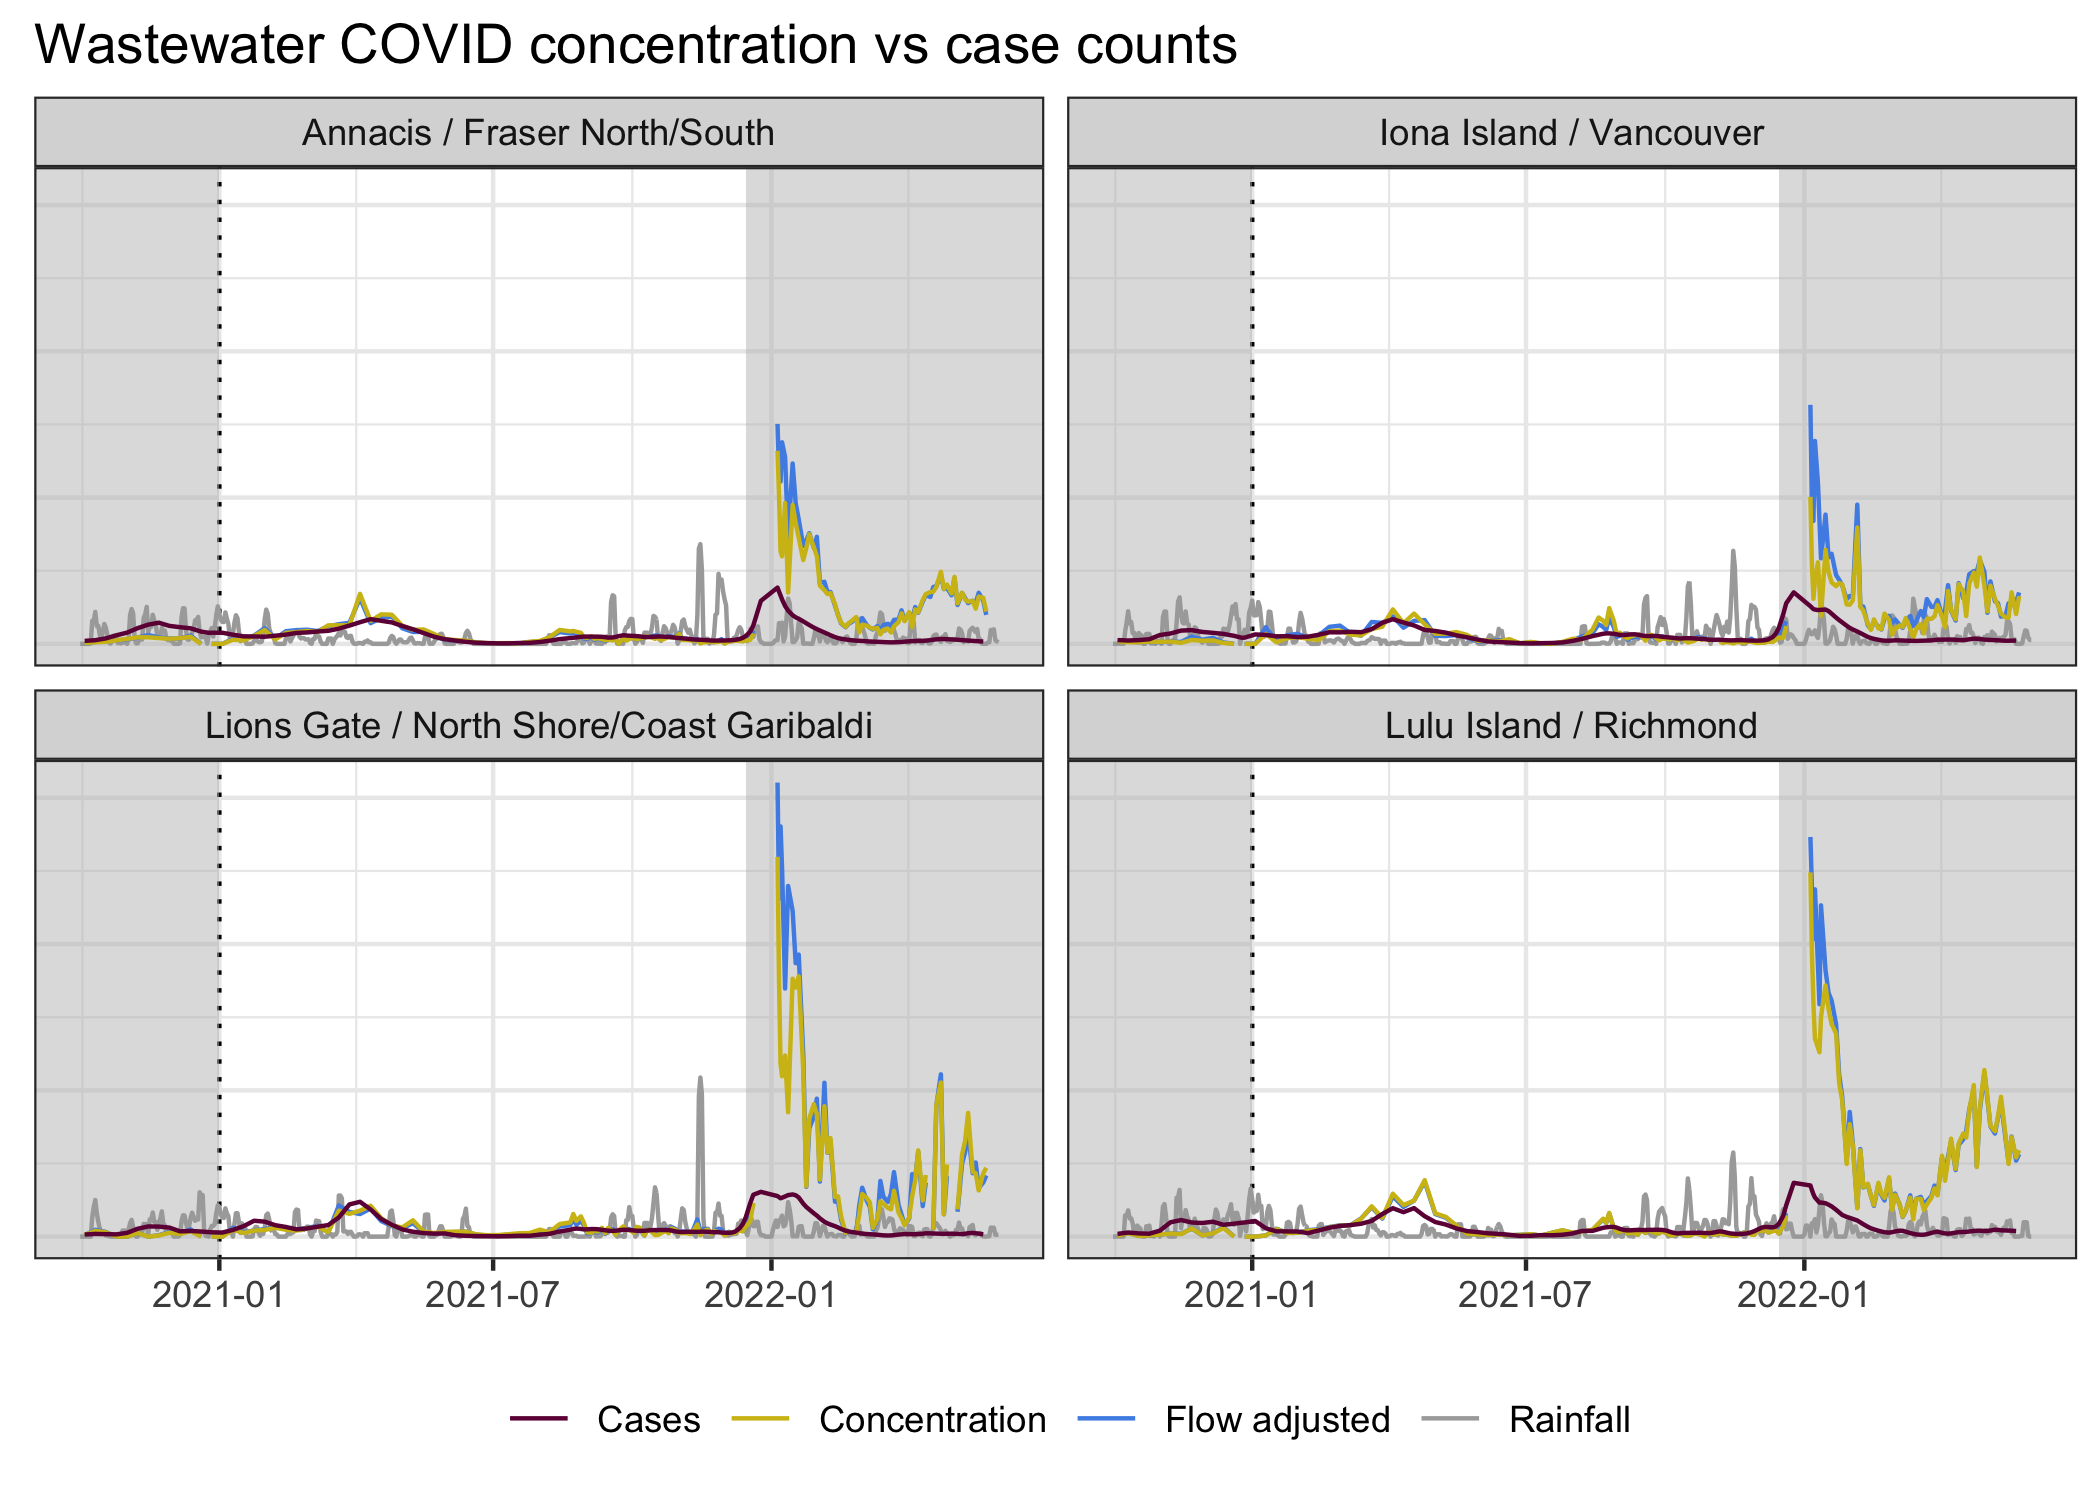 Wastewater COVID concentration vs case counts
Annacis / Fraser North/South
Iona Island / Vancouver
Lions Gate / North Shore/Coast Garibaldi
Lulu Island / Richmond
2021-01 2021-07 2022-01
2021-01 2021-07 2022-01
Cases Concentration Flow adjusted Rainfall